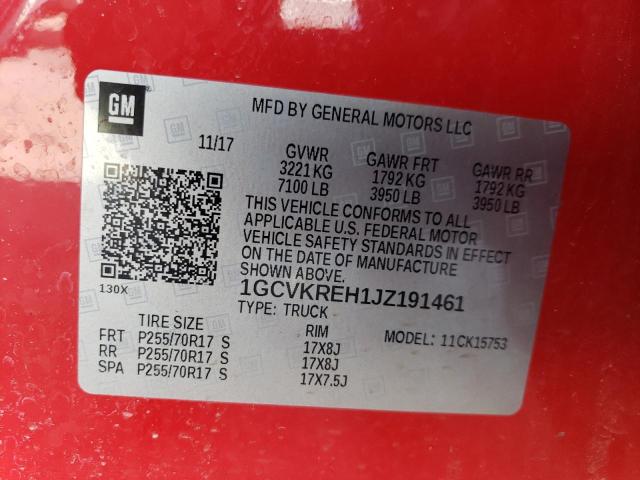 GM
MFD BY GENERAL MOTORS LLC
11/17
GVWR GAWR FRT GAWR RR
3221 KG 1792 KG 1792 KG
7100 LB 3950 LB 3950 LB
THIS VEHICLE CONFORMS TO ALL
APPLICABLE U.S. FEDERAL MOTOR
VEHICLE SAFETY STANDARDS IN EFFECT
ON THE DATE OF MANUFACTURE
SHOWN ABOVE.
130X
1GCVKREH1JZ191461
TYPE: TRUCK
TIRE SIZE RIM MODEL: 11CK15753
FRT P255/70R17 S 17X8J
RR P255/70R17 S 17X8J
SPA P255/70R17 S 17X7.5J